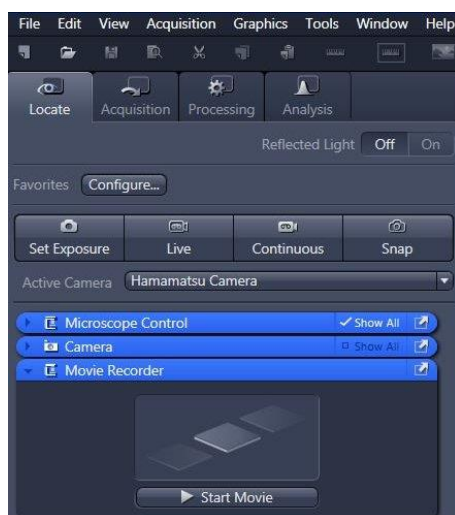 File Edit View Acquisition Graphics Tools Window Help
Locate Acquisition Processing Analysis
Reflected Light Off On
Favorites Configure...
Set Exposure Live Continuous Snap
Active Camera Hamamatsu Camera
Microscope Control Show All
Camera Show All
Movie Recorder
Start Movie